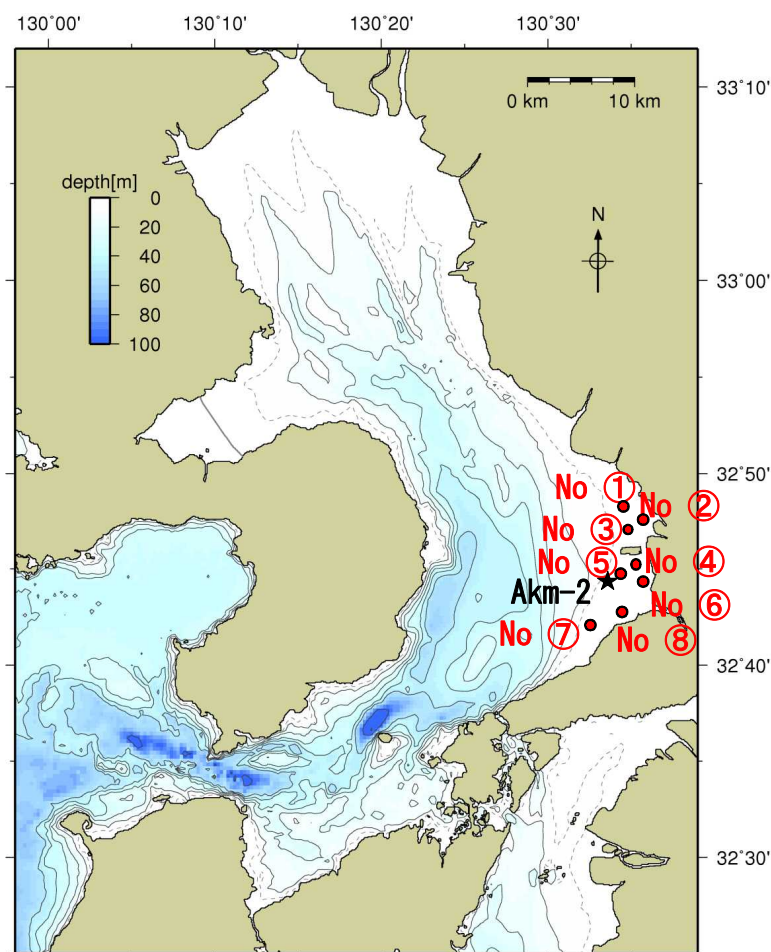 130°00' 130°10' 130°20' 130°30'
33°10'
0 km 10 km
depth[m]
0
20
40
60
80
100
N
33°00'
32°50'
No ①
No ②
No ③
No ④
No ⑤
Akm-2
No ⑥
No ⑦
No ⑧
32°40'
32°30'